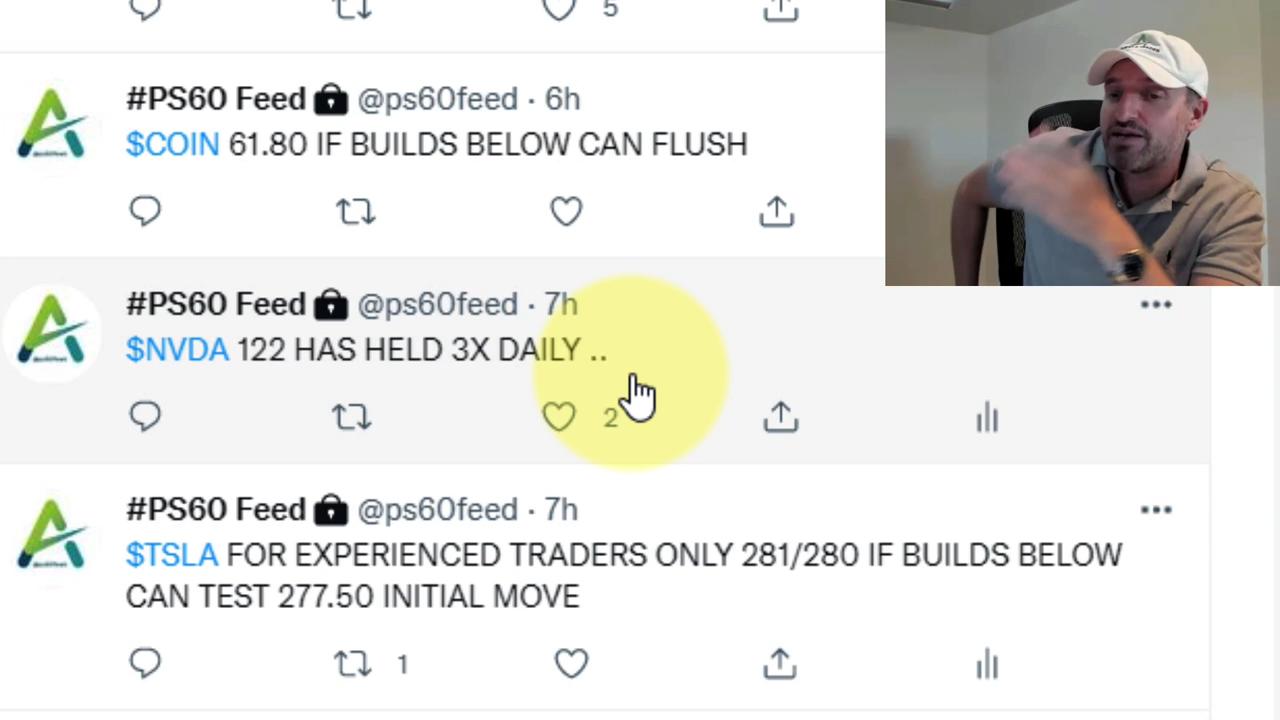 5
#PS60 Feed @ps60feed · 6h
$COIN 61.80 IF BUILDS BELOW CAN FLUSH
#PS60 Feed @ps60feed · 7h
$NVDA 122 HAS HELD 3X DAILY ..
2
#PS60 Feed @ps60feed · 7h
$TSLA FOR EXPERIENCED TRADERS ONLY 281/280 IF BUILDS BELOW
CAN TEST 277.50 INITIAL MOVE
1